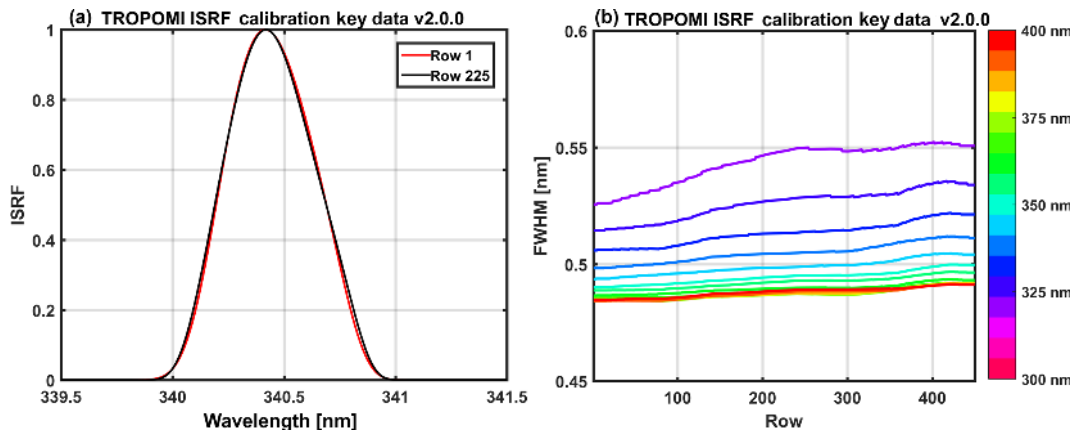 (a) TROPOMI ISRF calibration key data v2.0.0
1
0.8
0.6
0.4
0.2
0
ISRF
Row 1
Row 225
339.5 340 340.5 341 341.5
Wavelength [nm]
(b) TROPOMI ISRF calibration key data v2.0.0
0.6
0.55
0.5
0.45
FWHM [nm]
100 200 300 400
Row
400 nm
375 nm
350 nm
325 nm
300 nm